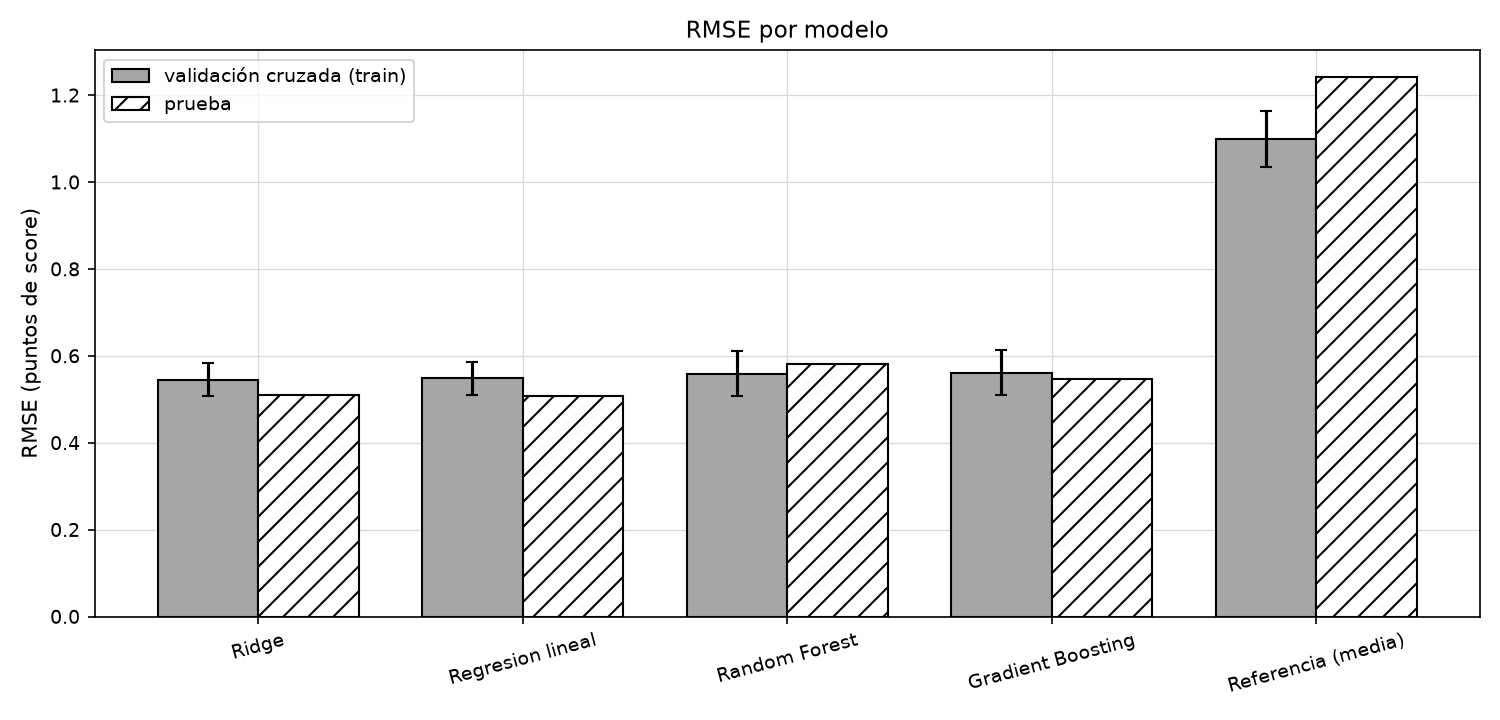 RMSE por modelo
validación cruzada (train)
prueba
RMSE (puntos de score)
1.2
1.0
0.8
0.6
0.4
0.2
0.0
Ridge
Regresion lineal
Random Forest
Gradient Boosting
Referencia (media)